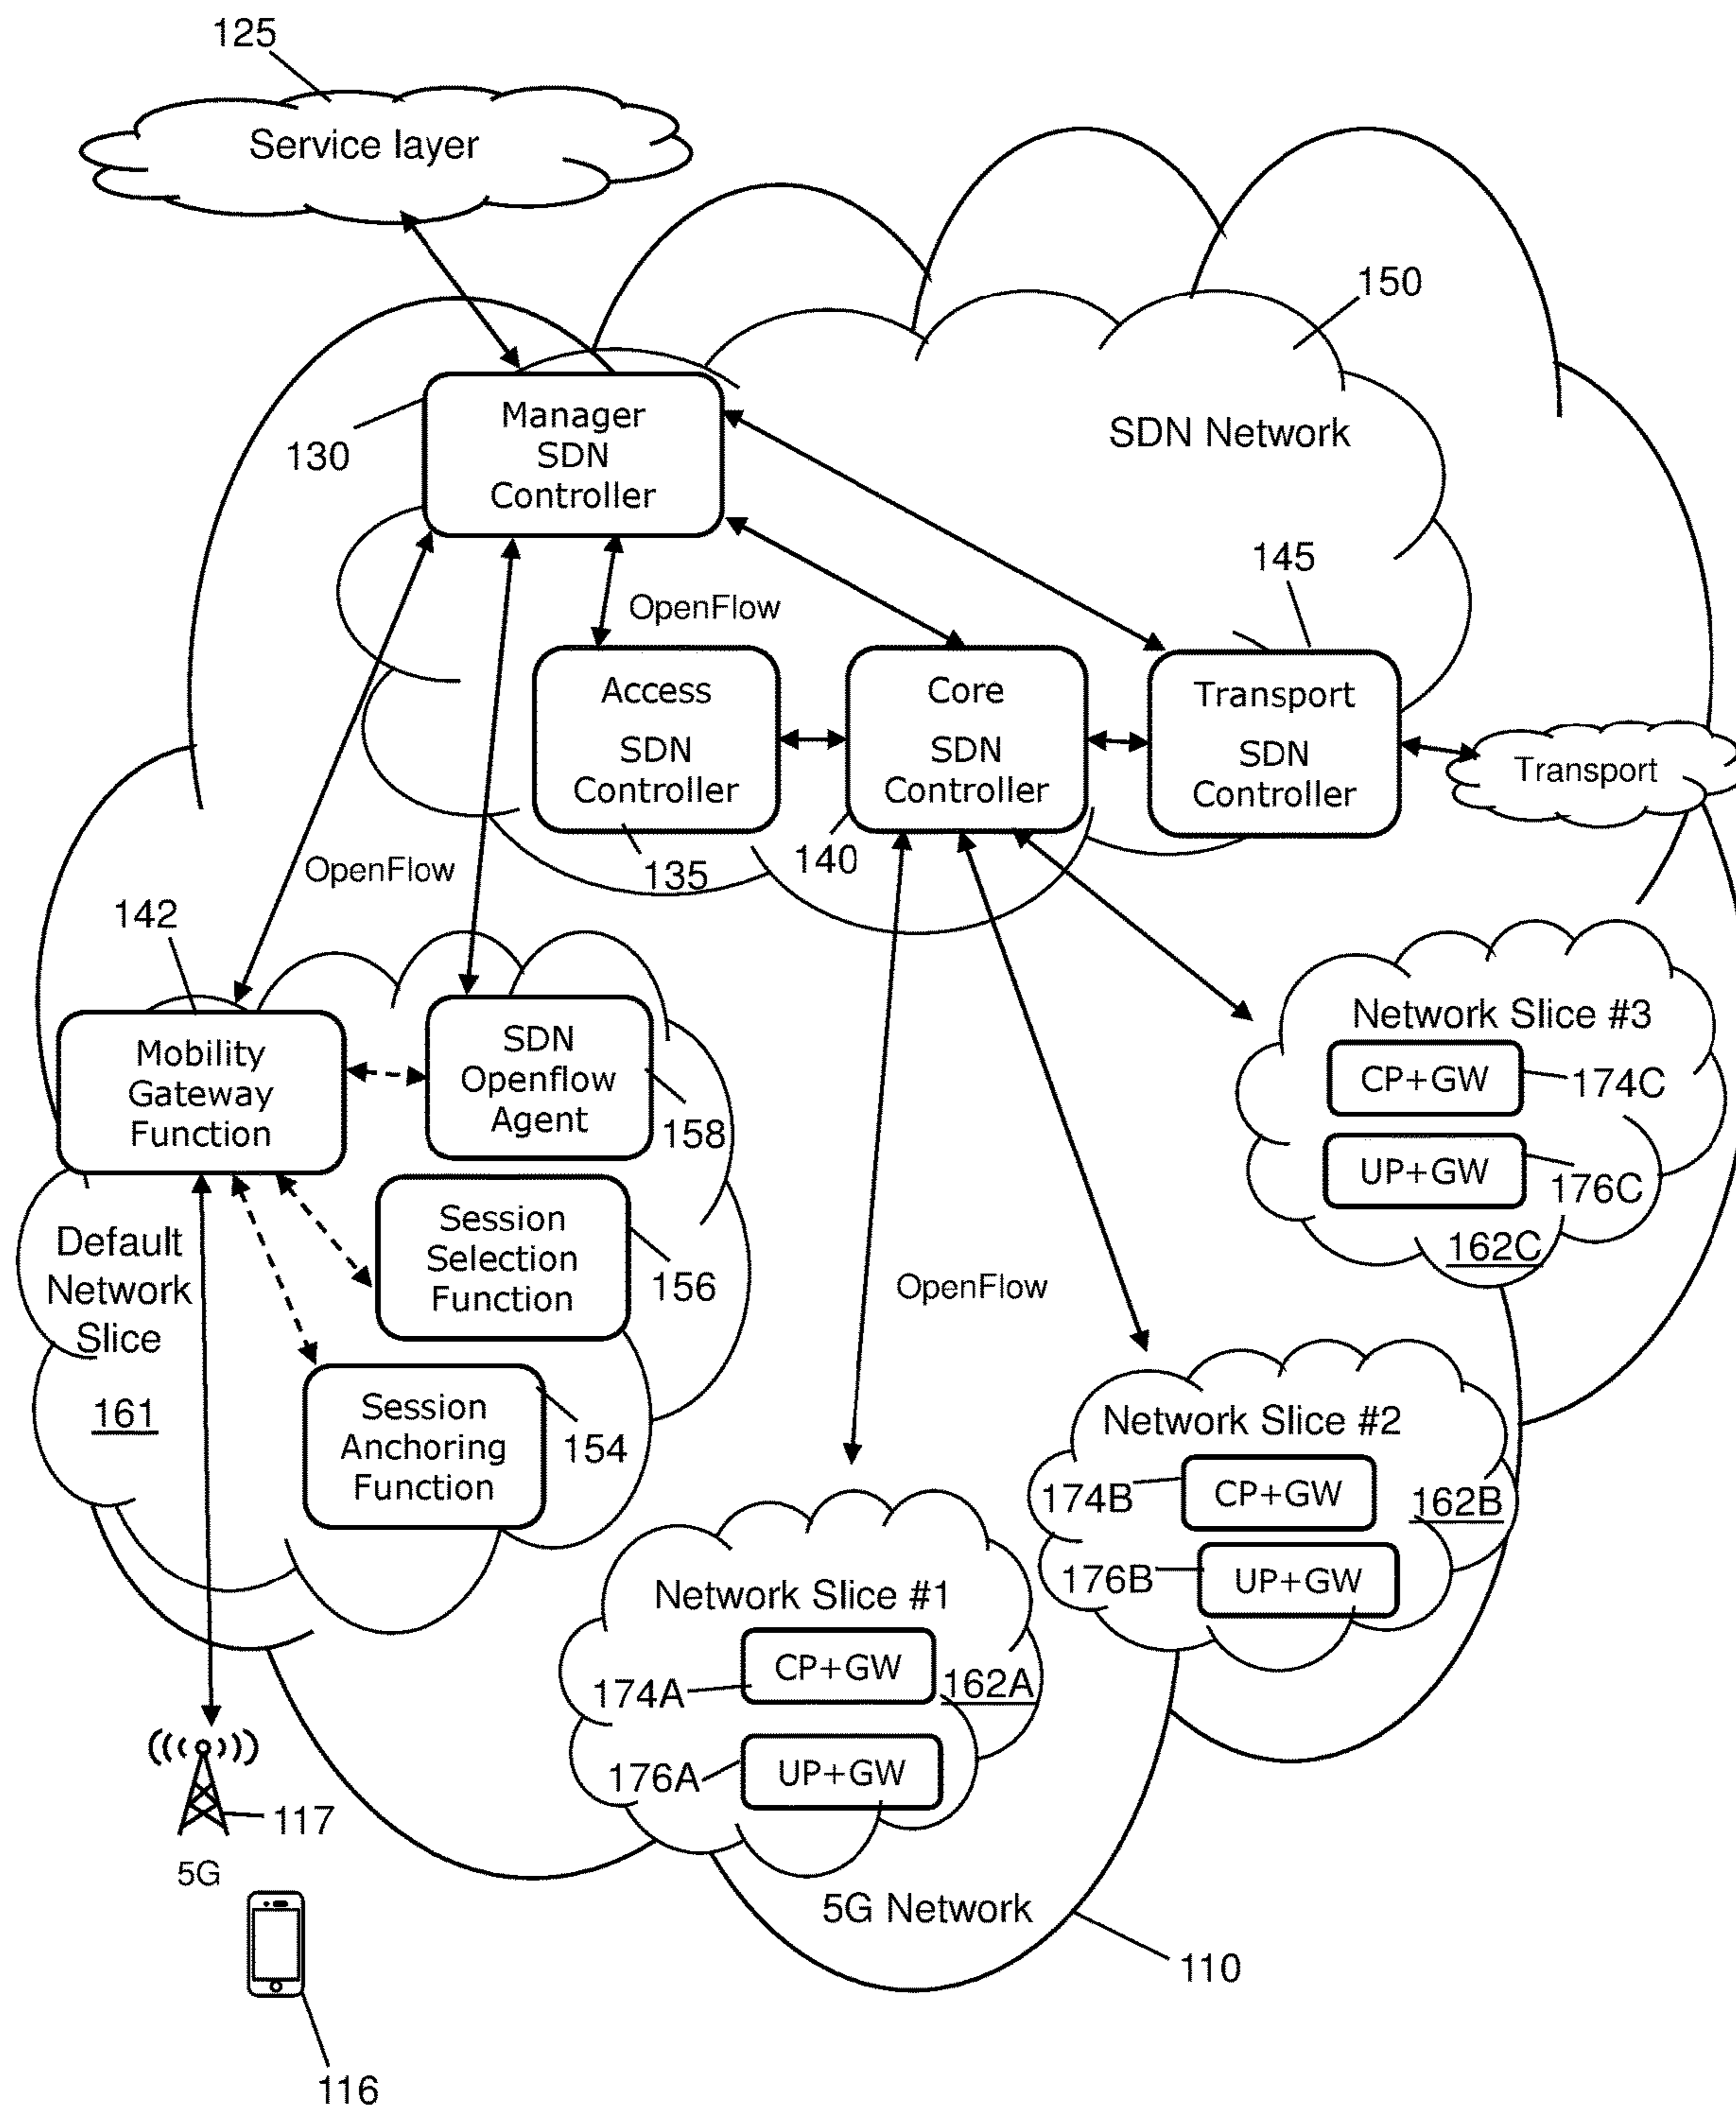 125
Service layer
150
Manager
SDN
Controller
130
SDN Network
145
OpenFlow
Access
SDN
Controller
Core
SDN
Controller
Transport
SDN
Controller
Transport
135
140
OpenFlow
142
Mobility
Gateway
Function
SDN
Openflow
Agent
158
Network Slice #3
CP+GW
174C
UP+GW
176C
162C
Default
Network
Slice
161
Session
Selection
Function
156
OpenFlow
Session
Anchoring
Function
154
Network Slice #2
174B
CP+GW
162B
176B
UP+GW
Network Slice #1
CP+GW
174A
162A
176A
UP+GW
117
5G
5G Network
110
116